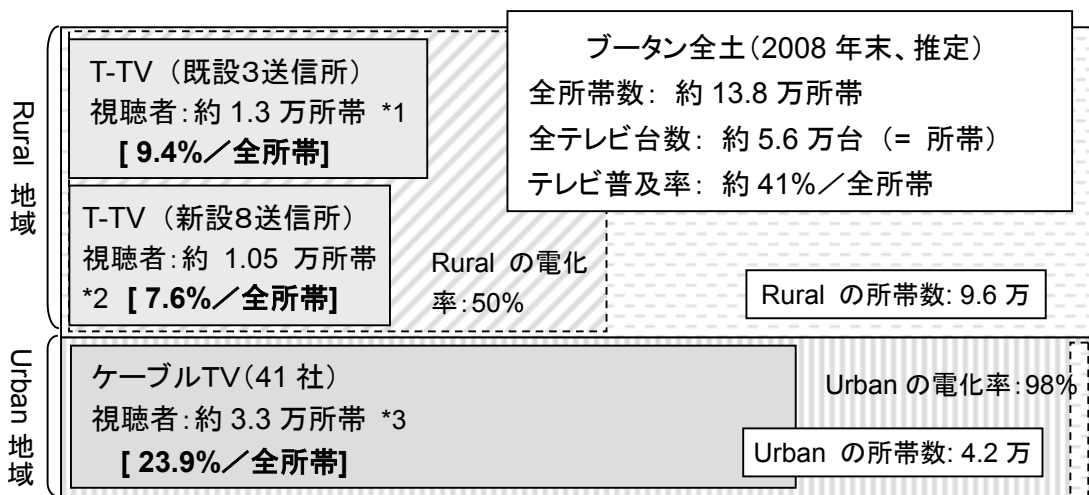 Rural 地域
T-TV (既設3送信所)
視聴者:約 1.3 万所帯 *1
[ 9.4%/全所帯]
T-TV (新設8送信所)
視聴者:約 1.05 万所帯
*2 [ 7.6%/全所帯]
Rural の電化
率:50%
ブータン全土(2008 年末、推定)
全所帯数: 約 13.8 万所帯
全テレビ台数: 約 5.6 万台 (= 所帯)
テレビ普及率: 約 41%/全所帯
Rural の所帯数: 9.6 万
Urban 地域
ケーブルTV(41 社)
視聴者:約 3.3 万所帯 *3
[ 23.9%/全所帯]
Urban の電化率:98%
Urban の所帯数: 4.2 万